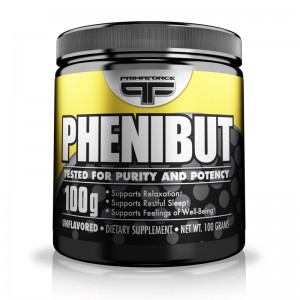 PRIMAFORCE
PHENIBUT
TESTED FOR PURITY AND POTENCY
100g
• Supports Relaxation†
• Supports Restful Sleep†
• Supports Feelings of Well-Being†
UNFLAVORED • DIETARY SUPPLEMENT • NET WT. 100 GRAMS